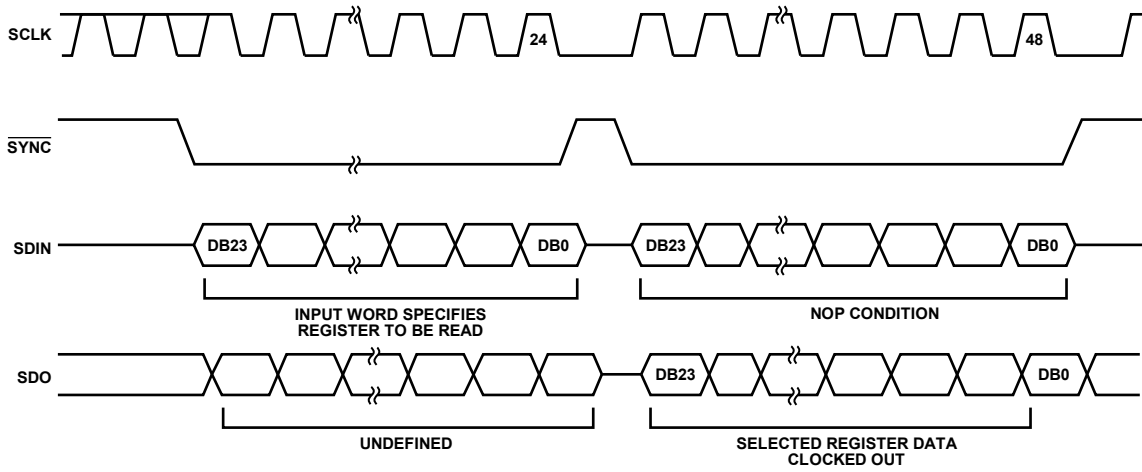 SCLK
24
48
SYNC
SDIN
DB23
DB0
DB23
DB0
INPUT WORD SPECIFIES
REGISTER TO BE READ
NOP CONDITION
SDO
DB23
DB0
UNDEFINED
SELECTED REGISTER DATA
CLOCKED OUT